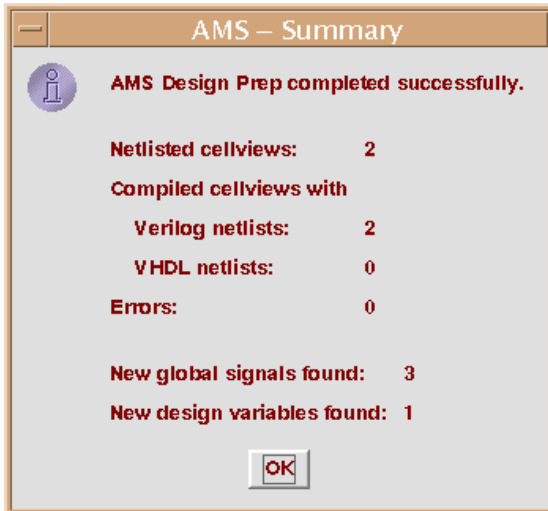 AMS – Summary
AMS Design Prep completed successfully.
Netlisted cellviews: 2
Compiled cellviews with
Verilog netlists: 2
VHDL netlists: 0
Errors: 0
New global signals found: 3
New design variables found: 1
OK